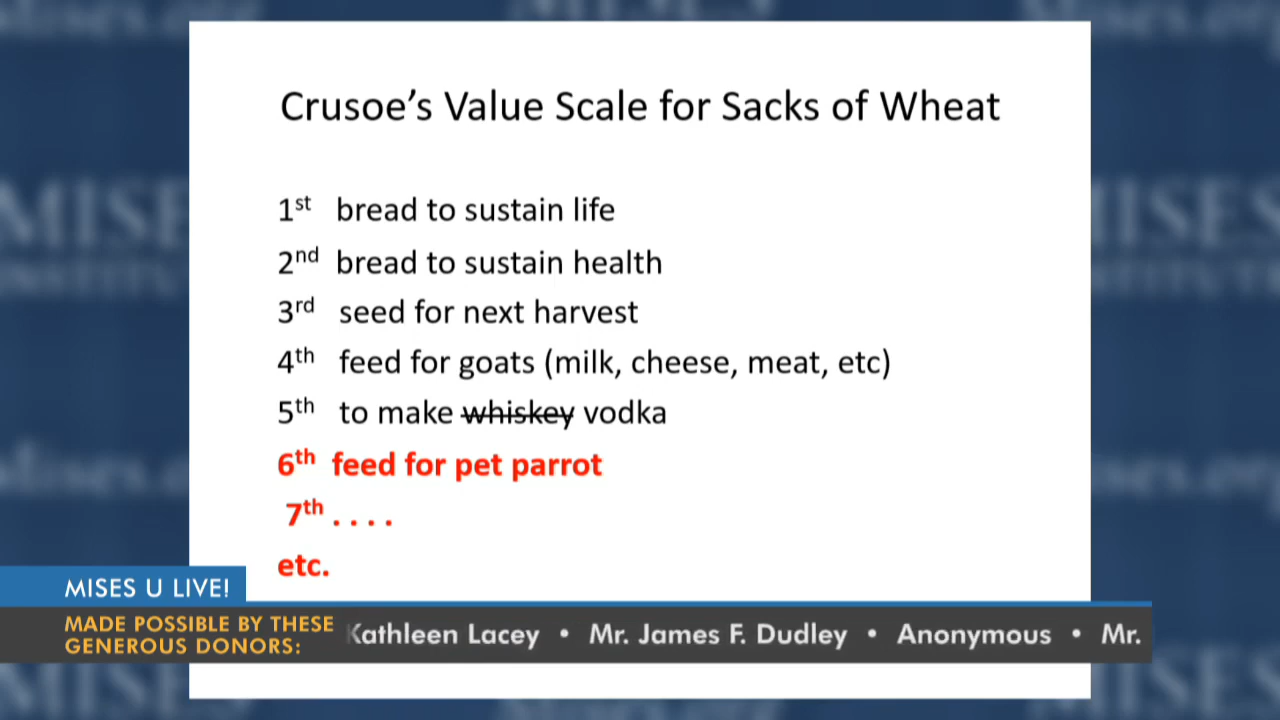 Crusoe's Value Scale for Sacks of Wheat
1st bread to sustain life
2nd bread to sustain health
3rd seed for next harvest
4th feed for goats (milk, cheese, meat, etc)
5th to make whiskey vodka
6th feed for pet parrot
7th . . . .
etc.
MISES U LIVE!
MADE POSSIBLE BY THESE
GENEROUS DONORS:
Kathleen Lacey • Mr. James F. Dudley • Anonymous • Mr.